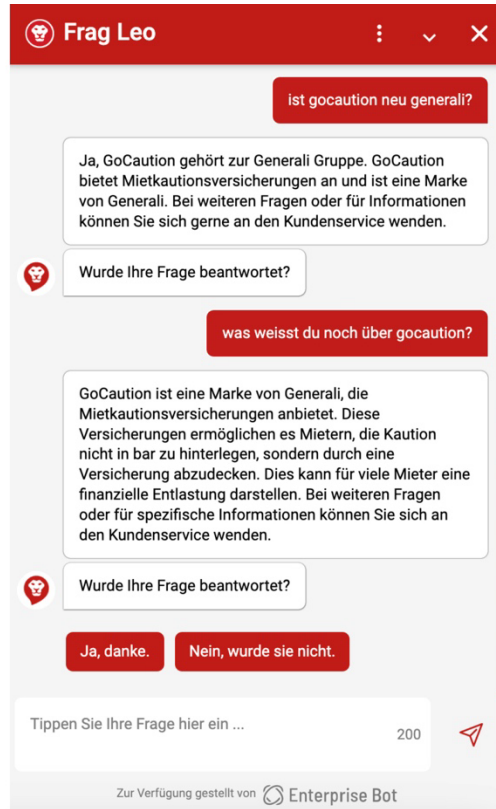 Frag Leo
ist gocaution neu generali?
Ja, GoCaution gehört zur Generali Gruppe. GoCaution
bietet Mietkautionsversicherungen an und ist eine Marke
von Generali. Bei weiteren Fragen oder für Informationen
können Sie sich gerne an den Kundenservice wenden.
Wurde Ihre Frage beantwortet?
was weisst du noch über gocaution?
GoCaution ist eine Marke von Generali, die
Mietkautionsversicherungen anbietet. Diese
Versicherungen ermöglichen es Mietern, die Kaution
nicht in bar zu hinterlegen, sondern durch eine
Versicherung abzudecken. Dies kann für viele Mieter eine
finanzielle Entlastung darstellen. Bei weiteren Fragen
oder für spezifische Informationen können Sie sich an
den Kundenservice wenden.
Wurde Ihre Frage beantwortet?
Ja, danke. Nein, wurde sie nicht.
Tippen Sie Ihre Frage hier ein ...
200
Zur Verfügung gestellt von Enterprise Bot